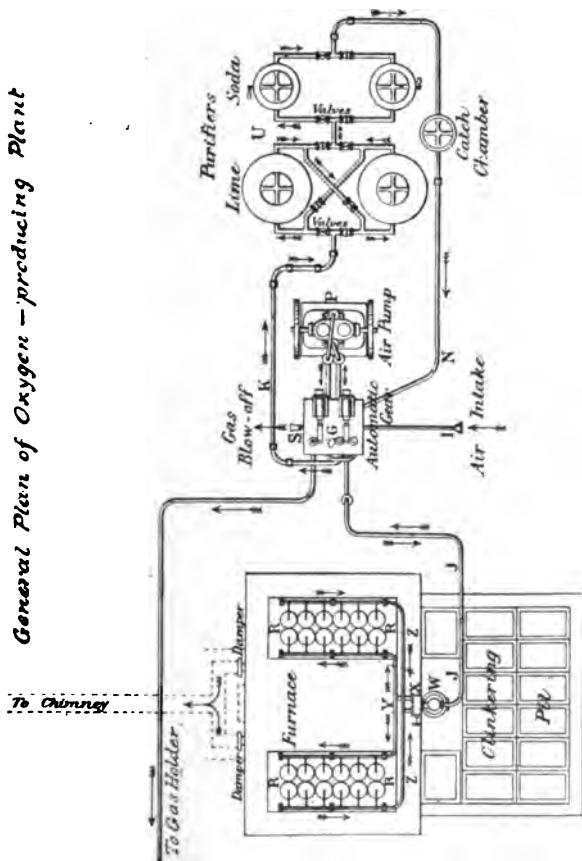 General Plan of Oxygen-producing Plant
Soda
Purifiers
Lime
Valves
Valves
U
S
Catch
Chamber
K
P
Air Pump
N
Gas
Blow-off
G
Automatic
Gear
I
Air Intake
To Gas Holder
To Chimney
Damper
Damper
Furnace
R
R
R
R
Y
Z
Z
X
W
J
J
Clinkering
Pit